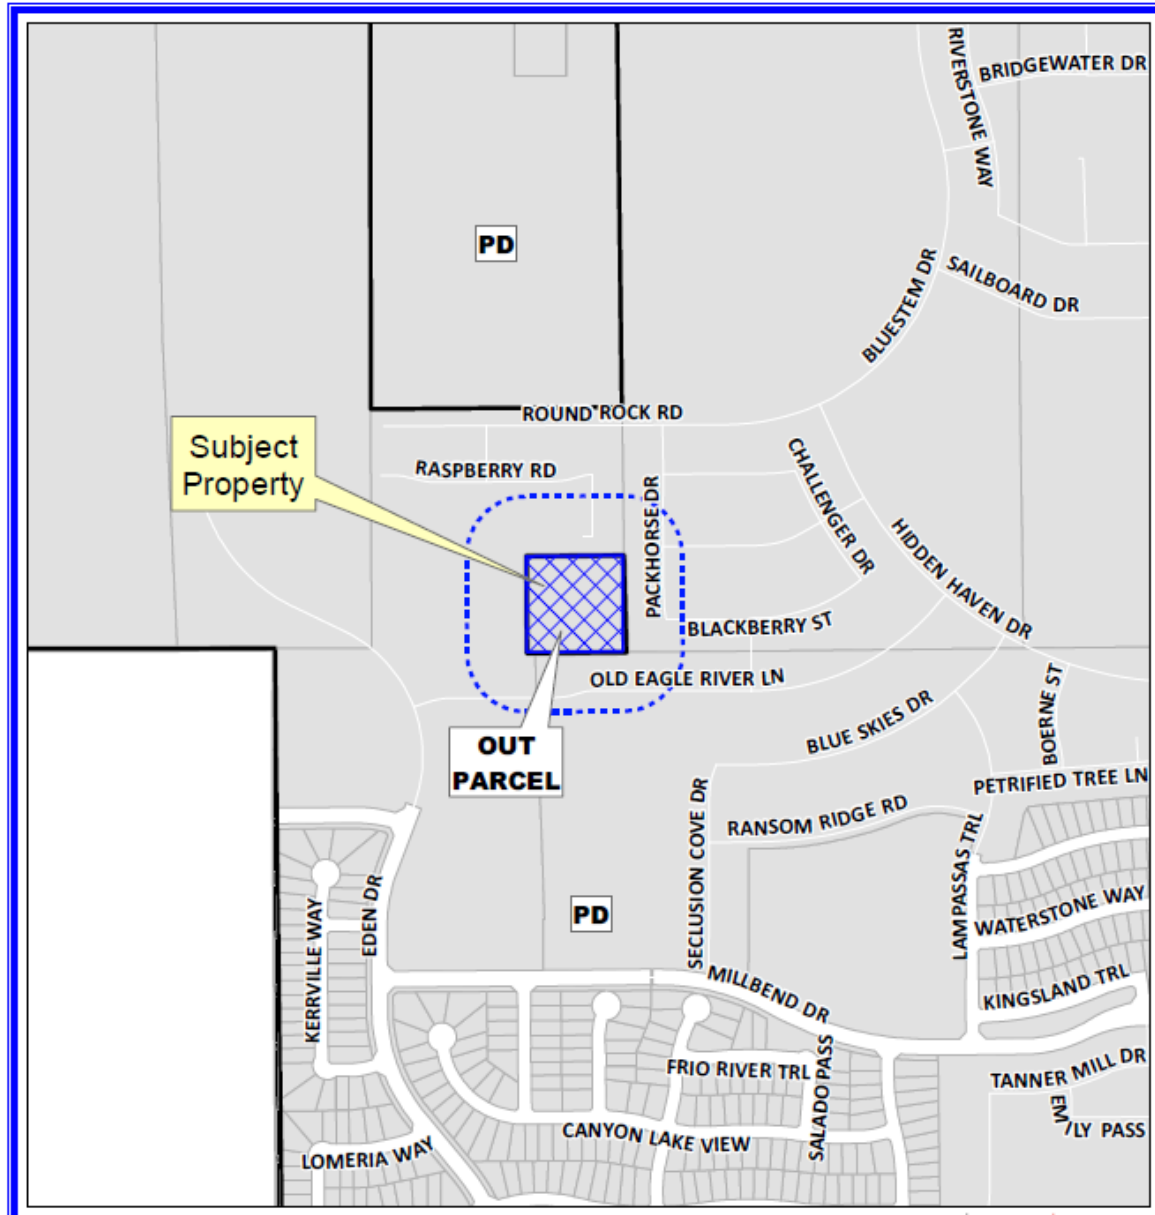 RIVERSTONE WAY
BRIDGEWATER DR
PD
BLUESTEM DR
SAILBOARD DR
ROUND ROCK RD
Subject
Property
RASPBERRY RD
PACKHORSE DR
CHALLENGER DR
HIDDEN HAVEN DR
BLACKBERRY ST
OLD EAGLE RIVER LN
BLUE SKIES DR
BOERNE ST
OUT
PARCEL
PETRIFIED TREE LN
RANSOM RIDGE RD
SECLUSION COVE DR
LAMPASSAS TRL
EDEN DR
KERRVILLE WAY
PD
WATERSTONE WAY
MILLBEND DR
KINGSLAND TRL
FRIO RIVER TRL
SALADO PASS
TANNER MILL DR
EMILY PASS
CANYON LAKE VIEW
LOMERIA WAY